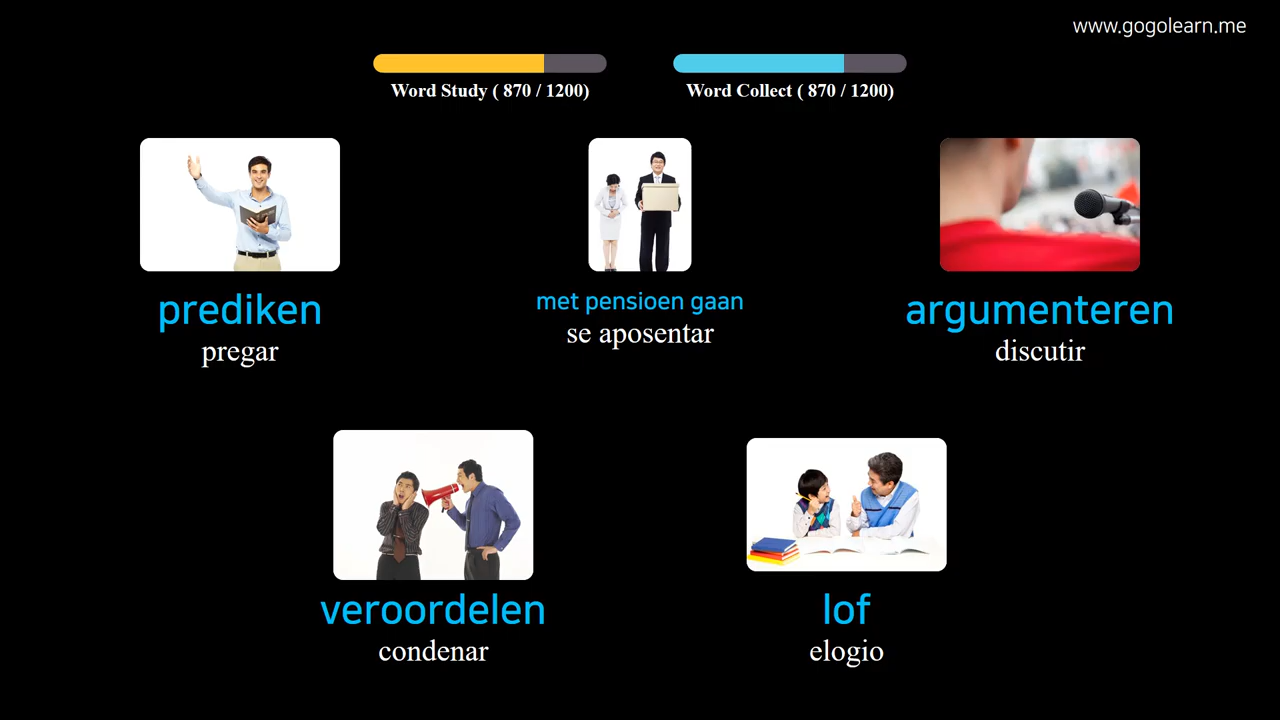 www.gogolearn.me
Word Study ( 870 / 1200)
Word Collect ( 870 / 1200)
prediken
pregar
met pensioen gaan
se aposentar
argumenteren
discutir
veroordelen
condenar
lof
elogio